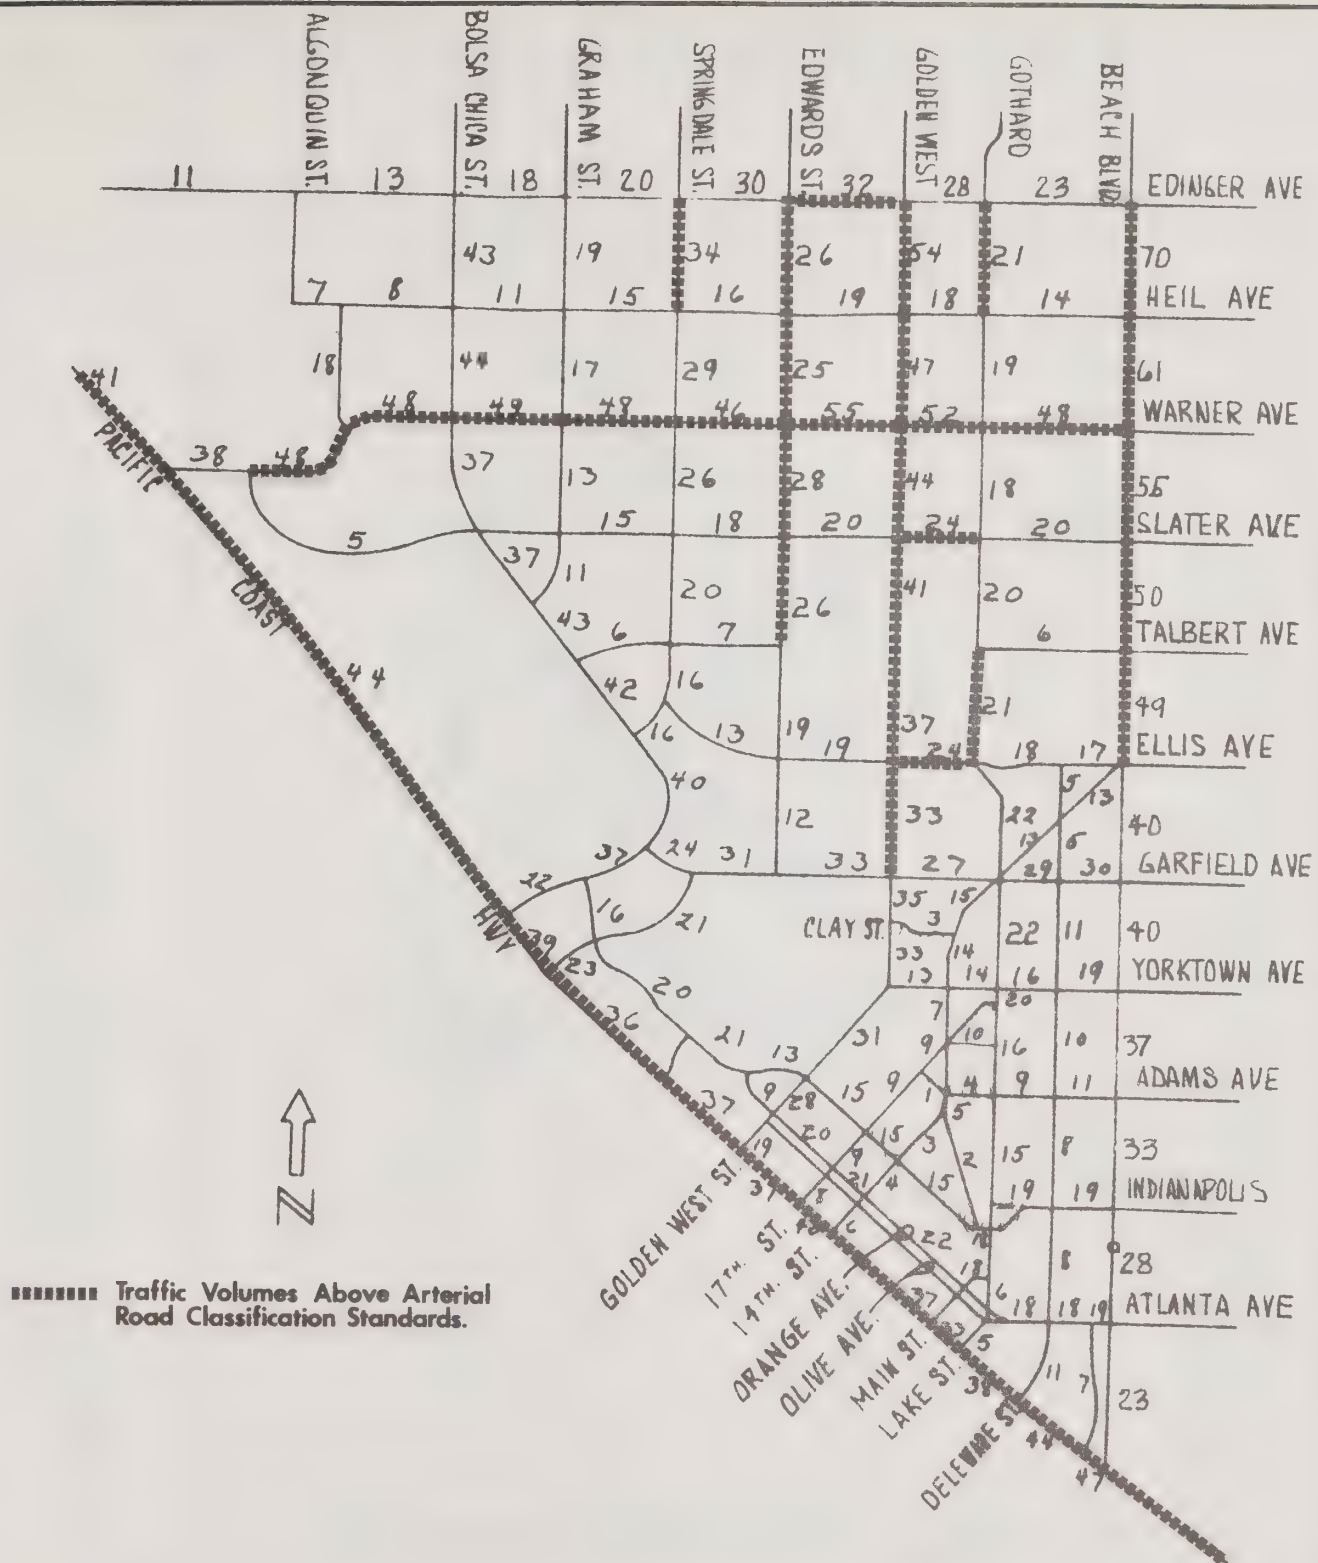 ALGONQUIN ST.
BOLSA CHICA ST.
GRAHAM ST.
SPRINGDALE ST.
EDWARDS ST.
GOLDEN WEST
GOTHARD
BEACH BLVD
11 13 18 20 30 32 28 23 EDINGER AVE
43 19 34 26 54 21 70
7 8 11 15 16 19 18 14 HEIL AVE
18 44 17 29 25 47 19 61
41
48 49 48 46 55 52 48 WARNER AVE
PACIFIC
38 48 37 13 26 28 44 18 55
5 15 18 20 24 20 SLATER AVE
37 11 20 26 41 20 50
COAST
43 6 7 6 TALBERT AVE
44 42 16 21 49
16 13 19 19 37 24 18 17 ELLIS AVE
40 5 13
12 33 22 40
13 6
37 24 31 33 27 29 30 GARFIELD AVE
22 16 21 35 15
HWY
39 CLAY ST. 3 22 11 40
23 33 14
20 13 14 16 19 YORKTOWN AVE
36 7 20
21 13 31 9 10 16 10 37
37 9 28 15 9 1 4 9 11 ADAMS AVE
20 15 5
19 9 3 2 15 8 33
N
37 8 21 4 15 19 19 INDIANAPOLIS
GOLDEN WEST ST.
6 22 18
17TH. ST.
14TH. ST.
18 6 8 28
ORANGE AVE.
37 18 18 19 ATLANTA AVE
OLIVE AVE.
MAIN ST.
5
LAKE ST.
38 11 7 23
DELEWARE ST.
44
47
Traffic Volumes Above Arterial
Road Classification Standards.